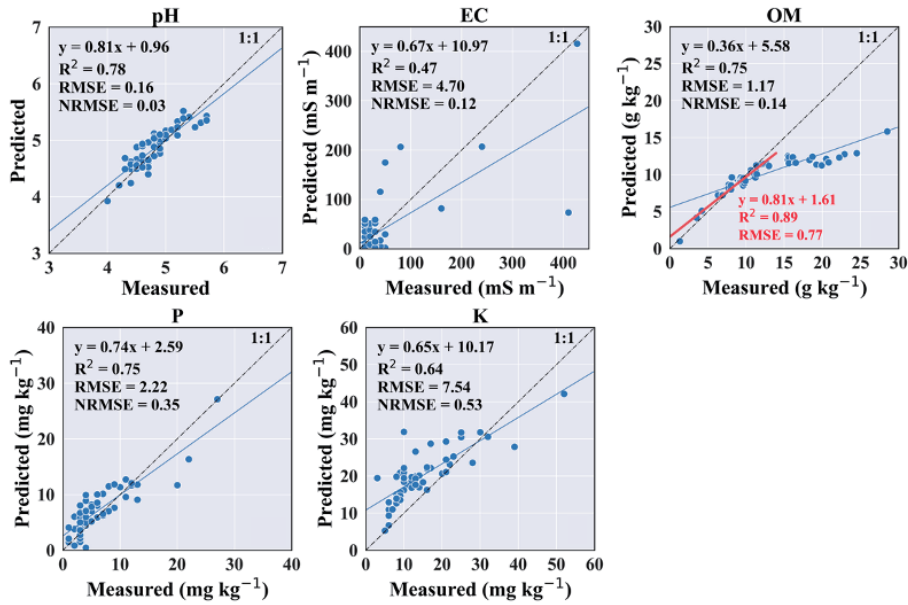 pH
7
6
5
4
3
Predicted
1:1
y = 0.81x + 0.96
R² = 0.78
RMSE = 0.16
NRMSE = 0.03
3 4 5 6 7
Measured
EC
400
300
200
100
0
Predicted (mS m⁻¹)
1:1
y = 0.67x + 10.97
R² = 0.47
RMSE = 4.70
NRMSE = 0.12
0 100 200 300 400
Measured (mS m⁻¹)
OM
30
25
20
15
10
5
0
Predicted (g kg⁻¹)
1:1
y = 0.36x + 5.58
R² = 0.75
RMSE = 1.17
NRMSE = 0.14
0.81x + 1.61
R² = 0.89
RMSE = 0.77
0 5 10 15 20 25 30
Measured (g kg⁻¹)
P
40
30
20
10
0
Predicted (mg kg⁻¹)
1:1
y = 0.74x + 2.59
R² = 0.75
RMSE = 2.22
NRMSE = 0.35
0 10 20 30 40
Measured (mg kg⁻¹)
K
60
50
40
30
20
10
0
Predicted (mg kg⁻¹)
1:1
y = 0.65x + 10.17
R² = 0.64
RMSE = 7.54
NRMSE = 0.53
0 10 20 30 40 50 60
Measured (mg kg⁻¹)